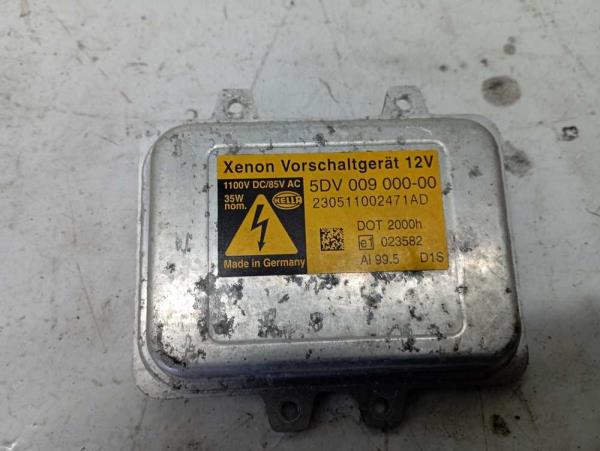 Xenon Vorschaltgerät 12V
1100V DC/85V AC
35W
nom.
HELLA
Made in Germany
5DV 009 000-00
230511002471AD
DOT 2000h
e1 023582
Al 99.5 D1S